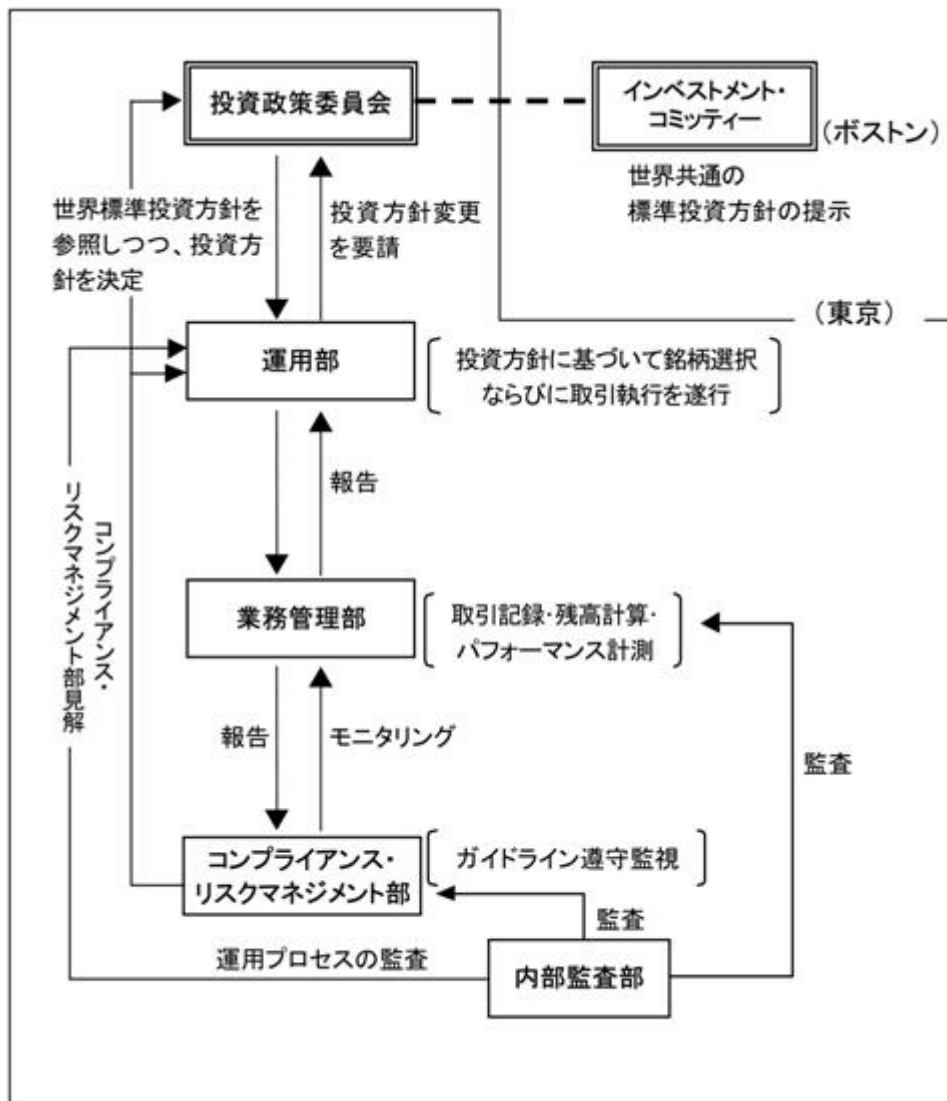 投資政策委員会
インベストメント・
コミッティー
(ボストン)
世界共通の
標準投資方針の提示
世界標準投資方針を
参照しつつ、投資方
針を決定
投資方針変更
を要請
(東京)
運用部
投資方針に基づいて銘柄選択
ならびに取引執行を遂行
報告
コンプライアンス・
リスクマネジメント部見解
業務管理部
取引記録・残高計算・
パフォーマンス計測
報告
モニタリング
監査
コンプライアンス・
リスクマネジメント部
ガイドライン遵守監視
監査
運用プロセスの監査
内部監査部